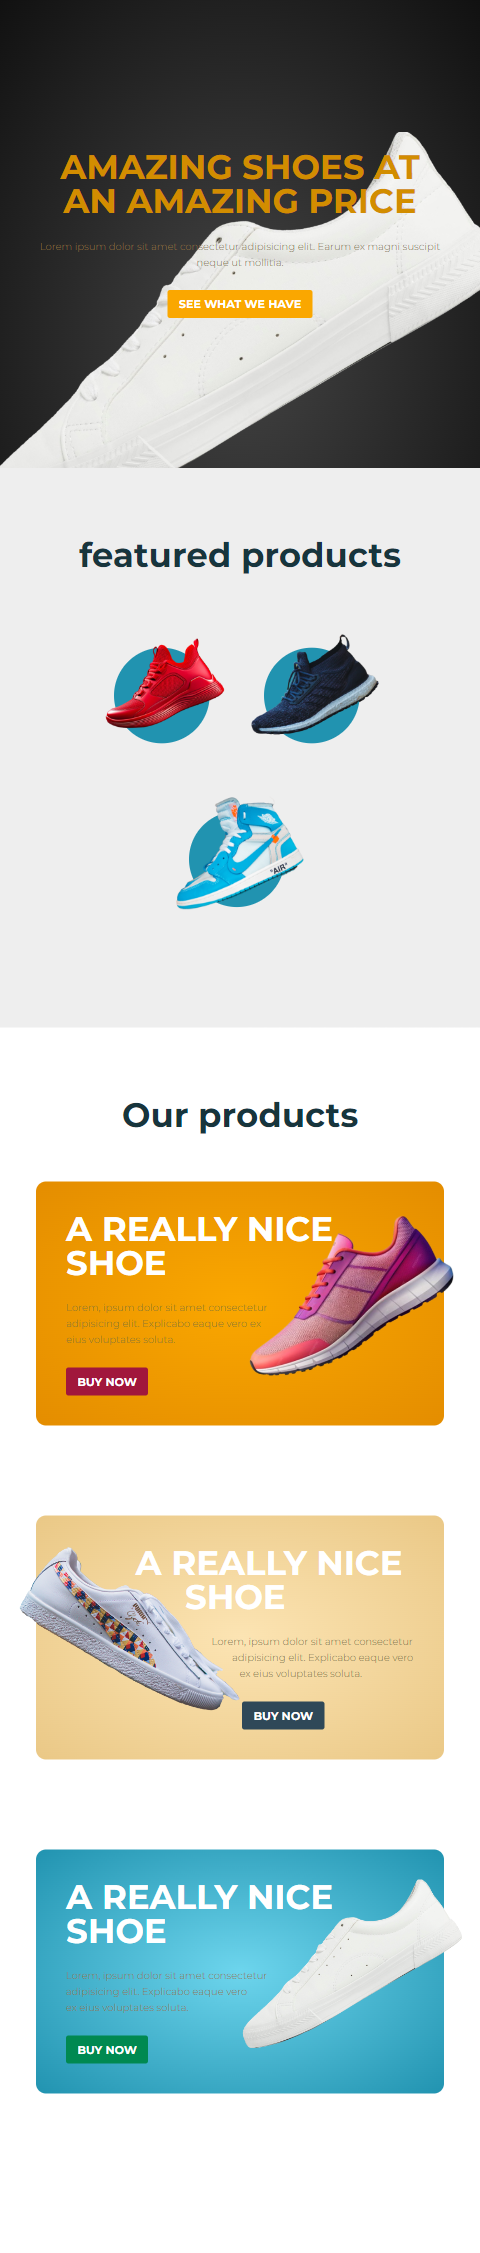 AMAZING SHOES AT
AN AMAZING PRICE
Lorem ipsum dolor sit amet consectetur adipisicing elit. Earum ex magni suscipit
neque ut mollitia.
SEE WHAT WE HAVE
featured products
"AIR"
Our products
A REALLY NICE
SHOE
Lorem, ipsum dolor sit amet consectetur
adipisicing elit. Explicabo eaque vero ex
eius voluptates soluta.
BUY NOW
A REALLY NICE
SHOE
Lorem, ipsum dolor sit amet consectetur
adipisicing elit. Explicabo eaque vero
ex eius voluptates soluta.
BUY NOW
A REALLY NICE
SHOE
Lorem, ipsum dolor sit amet consectetur
adipisicing elit. Explicabo eaque vero
ex eius voluptates soluta.
BUY NOW